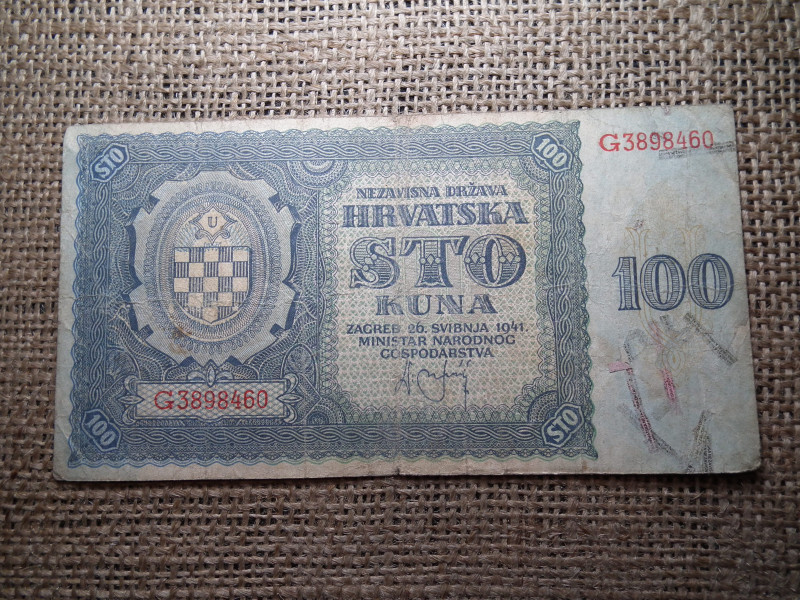 STO
100
G3898460
U
NEZAVISNA DRŽAVA
HRVATSKA
STO
KUNA
ZAGREB 26. SVIBNJA 1941.
MINISTAR NARODNOG
GOSPODARSTVA
100
G3898460
100
STO